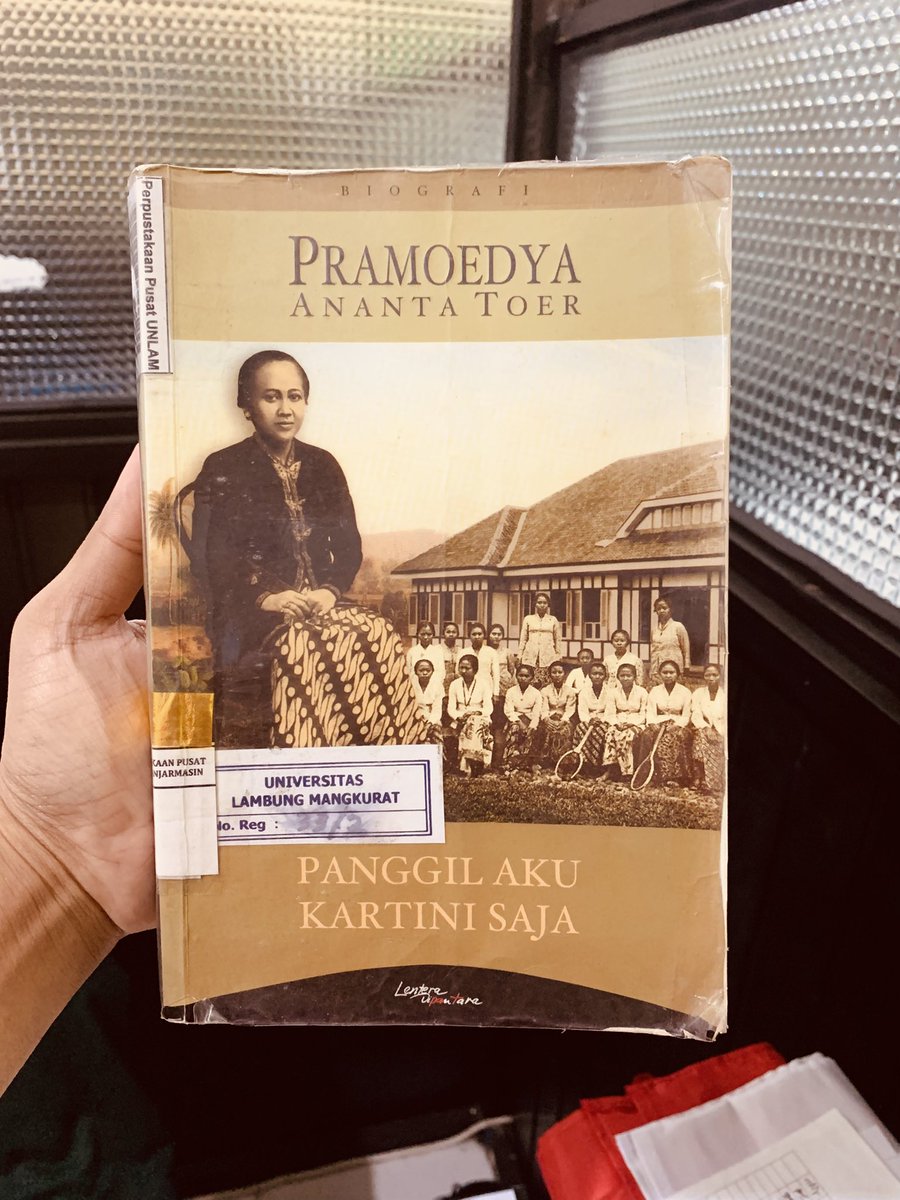 BIOGRAFI
PRAMOEDYA
ANANTA TOER
Perpustakaan Pusat UNLAM
KAAN PUSAT
NJARMASIN
UNIVERSITAS
LAMBUNG MANGKURAT
No. Reg :
PANGGIL AKU
KARTINI SAJA
Lentera
dipantara